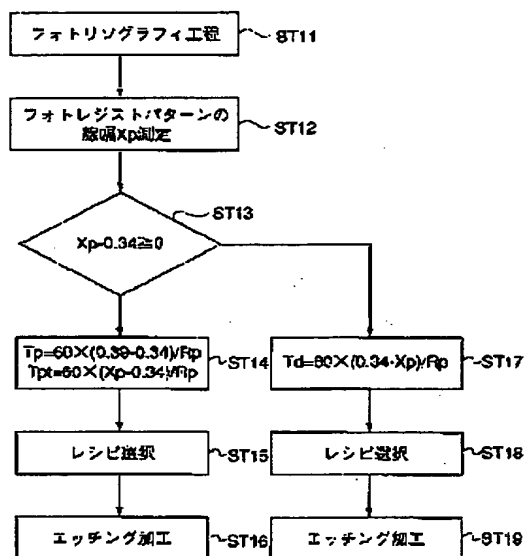 フォトリソグラフィ工程
ST11
フォトレジストパターンの
線幅Xp測定
ST12
ST13
Xp-0.34≧0
Tp=60×(0.39-0.34)/Rp
Tpt=60×(Xp-0.34)/Rp
ST14
Td=60×(0.34-Xp)/Rp
ST17
レシピ選択
ST15
レシピ選択
ST18
エッチング加工
ST16
エッチング加工
ST19